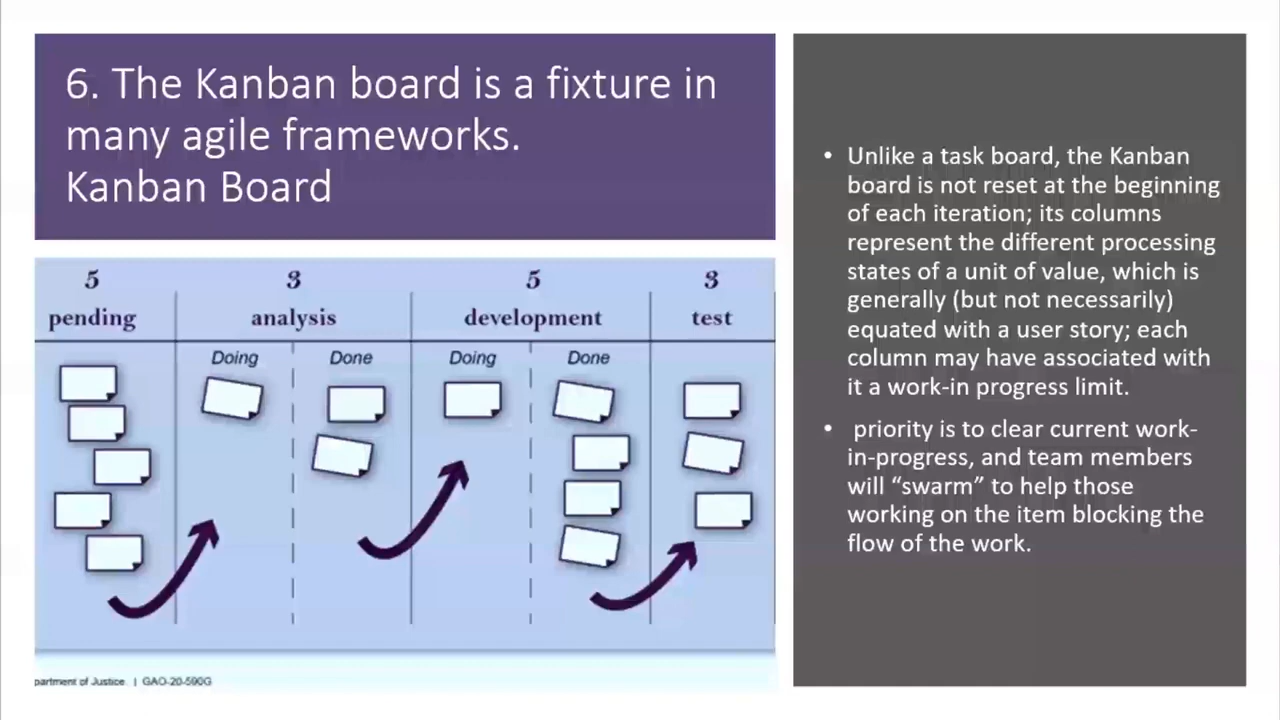 6. The Kanban board is a fixture in
many agile frameworks.
Kanban Board
5
3
5
3
pending
analysis
development
test
Doing
Done
Doing
Done
partment of Justice. | GAO-20-590G
• Unlike a task board, the Kanban
board is not reset at the beginning
of each iteration; its columns
represent the different processing
states of a unit of value, which is
generally (but not necessarily)
equated with a user story; each
column may have associated with
it a work-in progress limit.
• priority is to clear current work-
in-progress, and team members
will “swarm” to help those
working on the item blocking the
flow of the work.